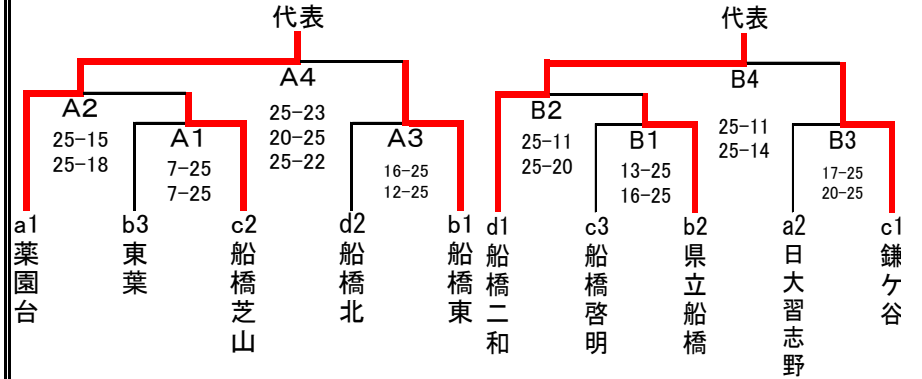 代表
A4
25-23
20-25
25-22
A2
25-15
25-18
A1
7-25
7-25
A3
16-25
12-25
a1 薬園台
b3 東葉
c2 船橋芝山
d2 船橋北
b1 船橋東
代表
B4
25-11
25-14
B2
25-11
25-20
B1
13-25
16-25
B3
17-25
20-25
d1 船橋二和
c3 船橋啓明
b2 県立船橋
a2 日大習志野
c1 鎌ケ谷